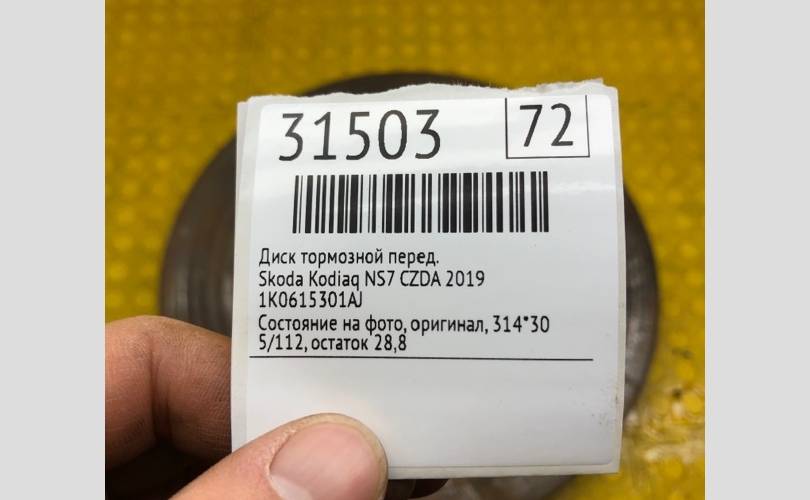 31503
72
Диск тормозной перед.
Skoda Kodiaq NS7 CZDA 2019
1K0615301AJ
Состояние на фото, оригинал, 314*30
5/112, остаток 28,8